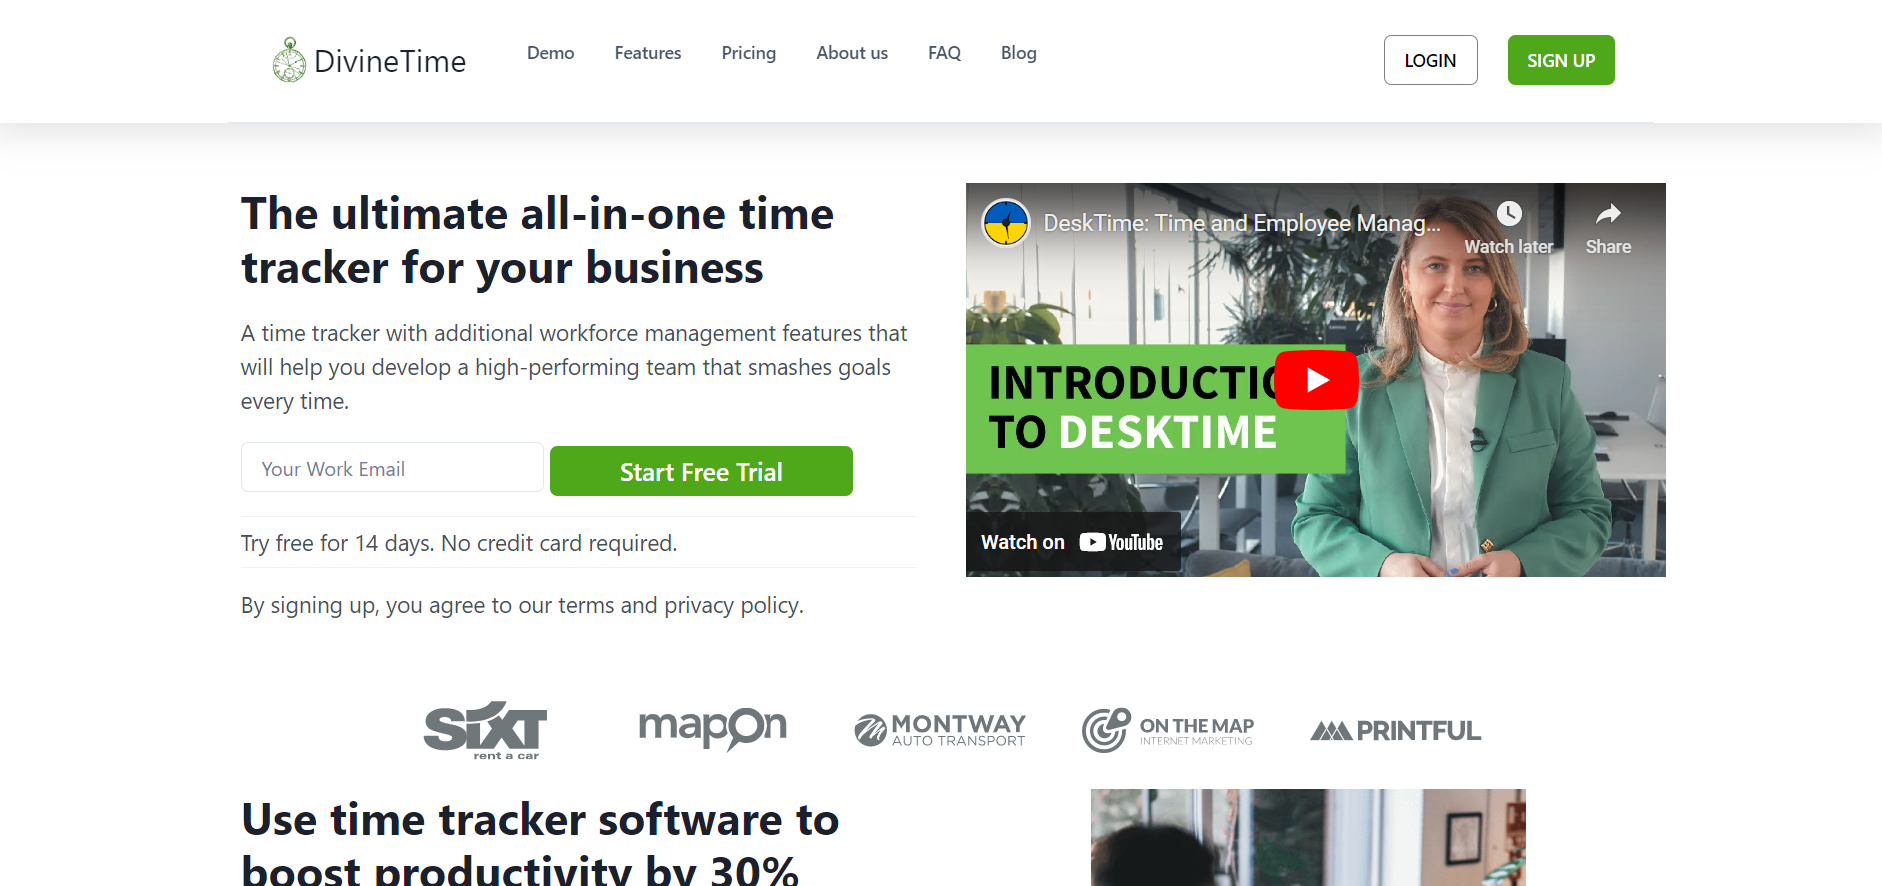 DivineTime
Demo
Features
Pricing
About us
FAQ
Blog
LOGIN
SIGN UP
The ultimate all-in-one time
tracker for your business
A time tracker with additional workforce management features that
will help you develop a high-performing team that smashes goals
every time.
Your Work Email
Start Free Trial
Try free for 14 days. No credit card required.
By signing up, you agree to our terms and privacy policy.
DeskTime: Time and Employee Manag...
Watch later
Share
INTRODUCTIO
TO DESKTIME
Watch on YouTube
SIXT
rent a car
mapon
MONTWAY
AUTO TRANSPORT
ON THE MAP
INTERNET MARKETING
PRINTFUL
Use time tracker software to
boost productivity by 30%